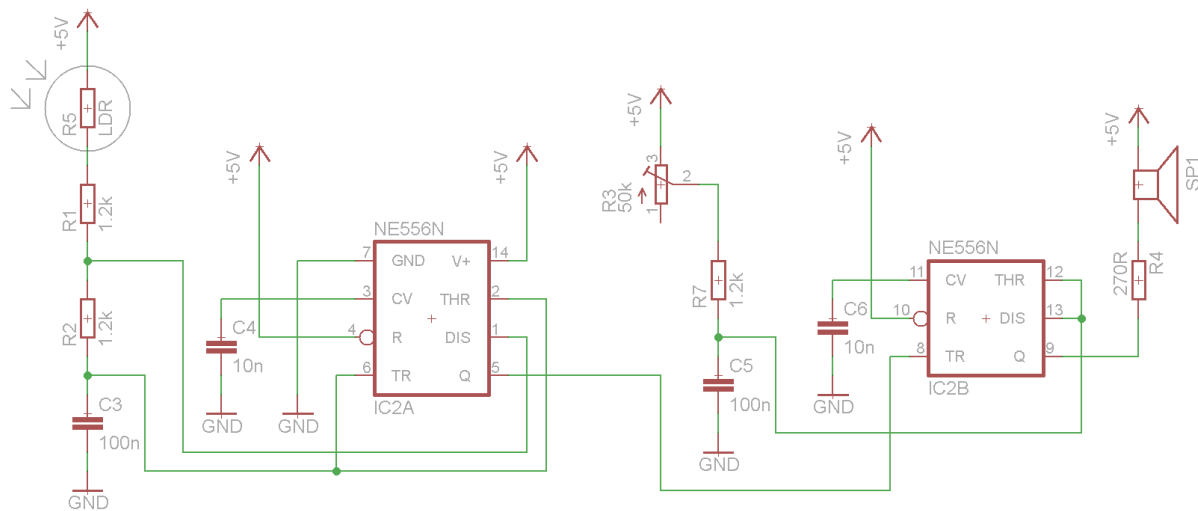 +5V
R5
LDR
R1
1.2k
R2
1.2k
C3
100n
GND
+5V
+5V
NE556N
7
GND
V+
14
3
CV
THR
2
4
R
DIS
1
6
TR
Q
5
IC2A
C4
10n
GND
GND
+5V
R3
50k
3
2
1
R7
1.2k
C5
100n
GND
+5V
NE556N
11
CV
THR
12
10
R
DIS
13
8
TR
Q
9
IC2B
C6
10n
GND
+5V
SP1
270R
R4